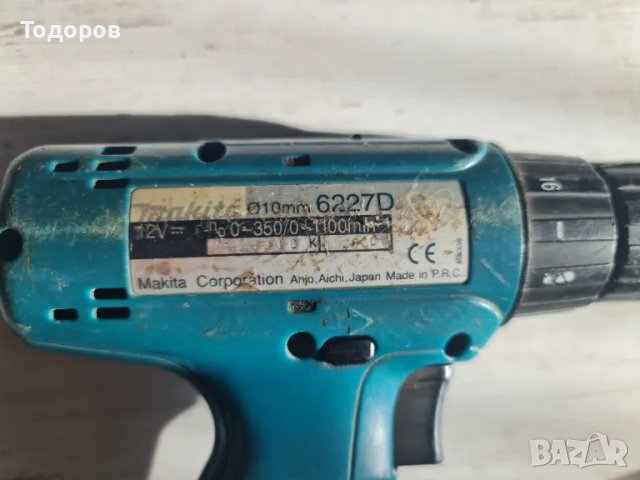 Тодоров
makita Ø10mm 6227D
12V n₀ 0-350/0-1100min
CE
Makita Corporation Anjo, Aichi, Japan Made in P.R.C.
16
BAZAR